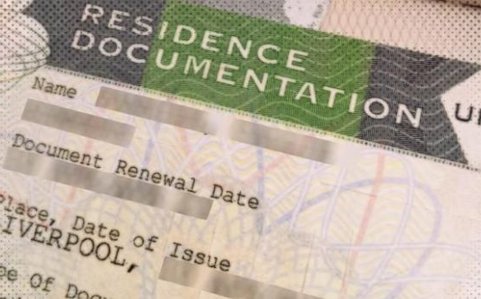 RESIDENCE
DOCUMENTATION
Name
Document Renewal Date
Place, Date of Issue
LIVERPOOL,